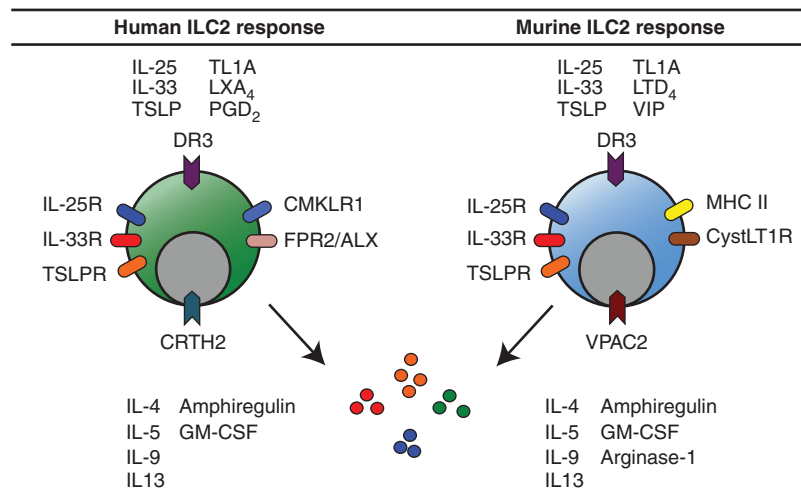 Human ILC2 response
IL-25 TL1A
IL-33 LXA4
TSLP PGD2
DR3
IL-25R
IL-33R
TSLPR
CMKLR1
FPR2/ALX
CRTH2
IL-4 Amphiregulin
IL-5 GM-CSF
IL-9
IL13
Murine ILC2 response
IL-25 TL1A
IL-33 LTD4
TSLP VIP
DR3
IL-25R
IL-33R
TSLPR
MHC II
CystLT1R
VPAC2
IL-4 Amphiregulin
IL-5 GM-CSF
IL-9 Arginase-1
IL13